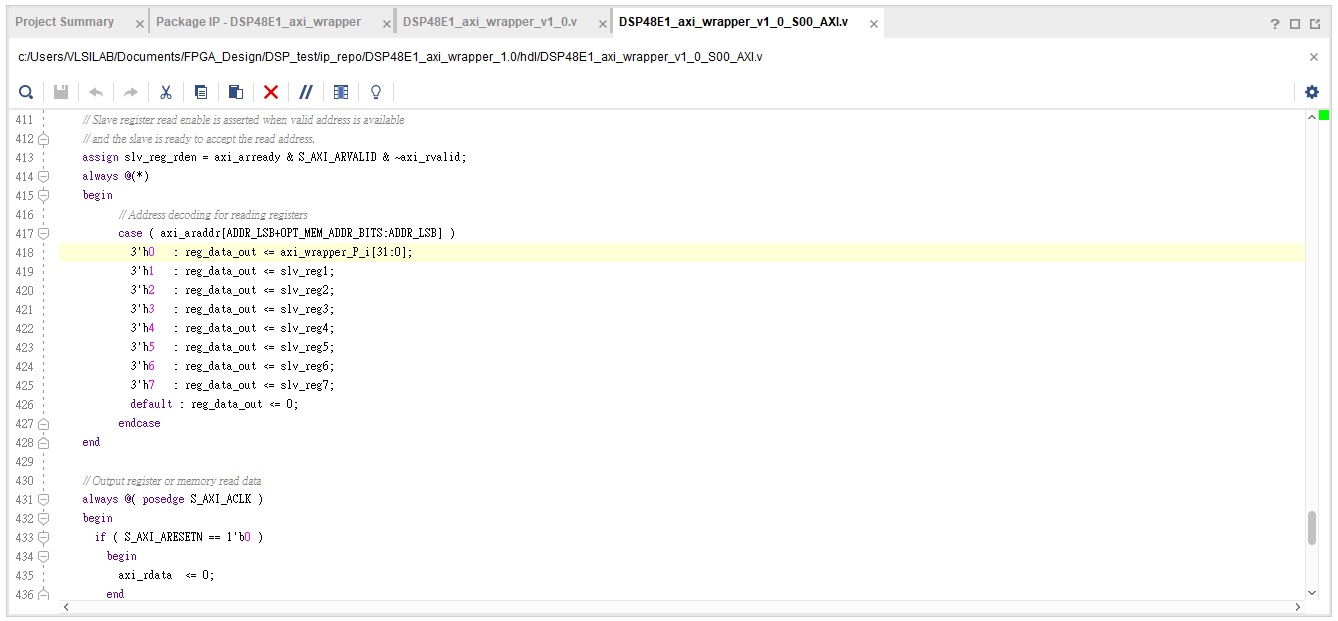 Project Summary × Package IP - DSP48E1_axi_wrapper × DSP48E1_axi_wrapper_v1_0.v × DSP48E1_axi_wrapper_v1_0_S00_AXI.v ×
c:/Users/VLSILAB/Documents/FPGA_Design/DSP_test/ip_repo/DSP48E1_axi_wrapper_1.0/hdl/DSP48E1_axi_wrapper_v1_0_S00_AXI.v
411 // Slave register read enable is asserted when valid address is available
412 // and the slave is ready to accept the read address.
413 assign slv_reg_rden = axi_arready & S_AXI_ARVALID & ~axi_rvalid;
414 always @(*)
415 begin
416 // Address decoding for reading registers
417 case ( axi_araddr[ADDR_LSB+OPT_MEM_ADDR_BITS:ADDR_LSB] )
418 3'h0 : reg_data_out <= axi_wrapper_P_i[31:0];
419 3'h1 : reg_data_out <= slv_reg1;
420 3'h2 : reg_data_out <= slv_reg2;
421 3'h3 : reg_data_out <= slv_reg3;
422 3'h4 : reg_data_out <= slv_reg4;
423 3'h5 : reg_data_out <= slv_reg5;
424 3'h6 : reg_data_out <= slv_reg6;
425 3'h7 : reg_data_out <= slv_reg7;
426 default : reg_data_out <= 0;
427 endcase
428 end
429
430 // Output register or memory read data
431 always @( posedge S_AXI_ACLK )
432 begin
433 if ( S_AXI_ARESETN == 1'b0 )
434 begin
435 axi_rdata <= 0;
436 end